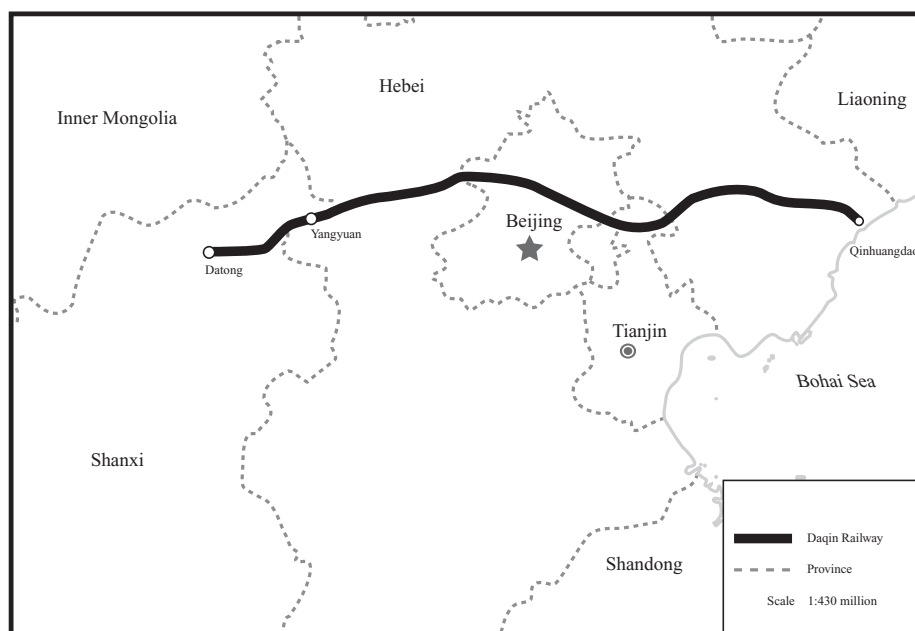 Hebei
Liaoning
Inner Mongolia
Beijing
Yangyuan
Qinhuangdao
Datong
Tianjin
Bohai Sea
Shanxi
Shandong
Daqin Railway
Province
Scale 1:430 million